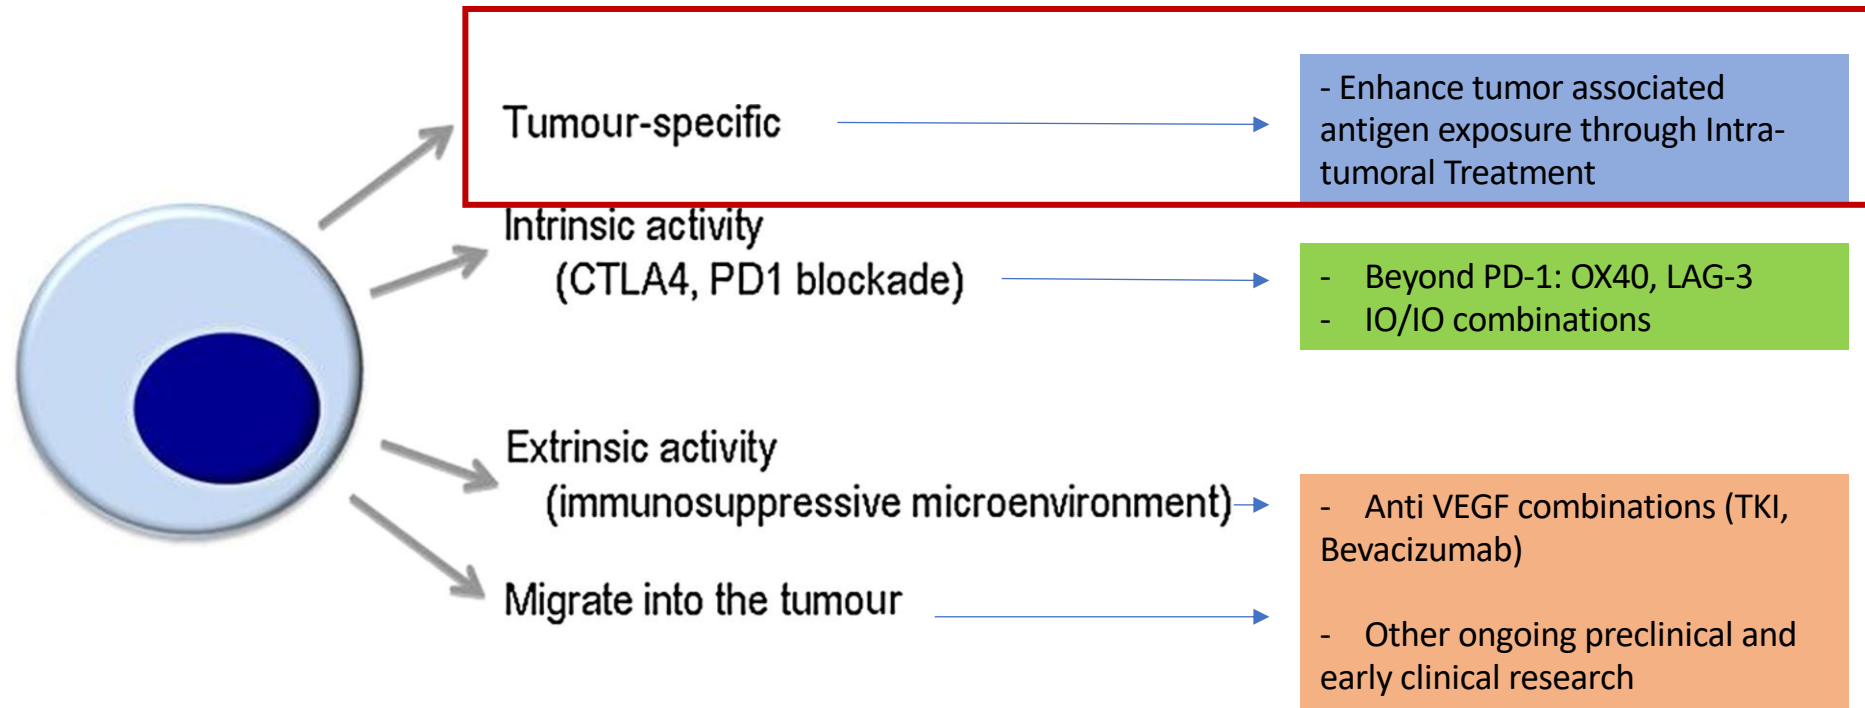 Tumour-specific
- Enhance tumor associated
antigen exposure through Intra-
tumoral Treatment
Intrinsic activity
(CTLA4, PD1 blockade)
- Beyond PD-1: OX40, LAG-3
- IO/IO combinations
Extrinsic activity
(immunosuppressive microenvironment)
- Anti VEGF combinations (TKI,
Bevacizumab)
Migrate into the tumour
- Other ongoing preclinical and
early clinical research